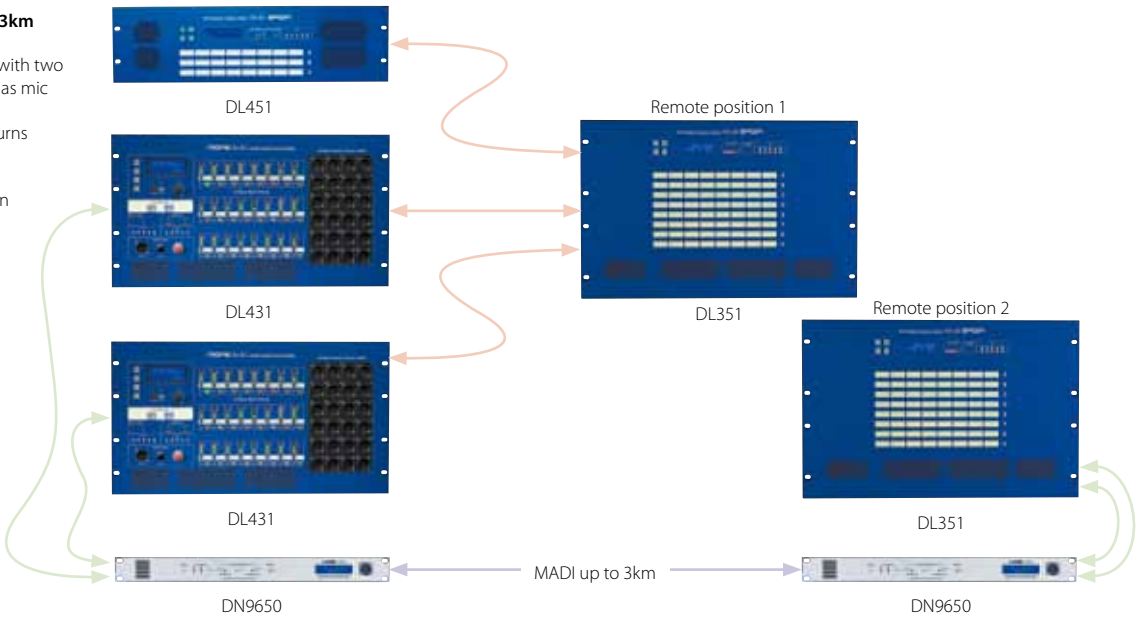 3km
with two
as mic
urns
n
DL451
Remote position 1
DL431
DL351
Remote position 2
DL431
DL351
MADI up to 3km
DN9650
DN9650